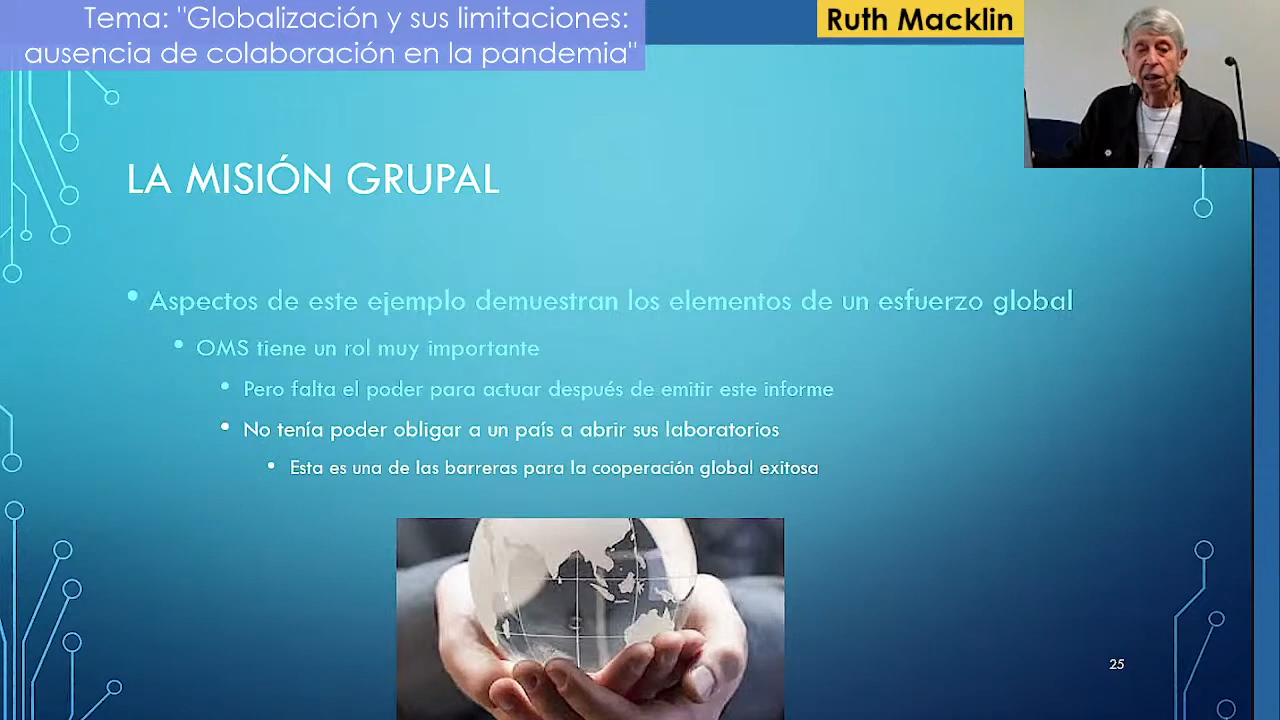 Tema: "Globalización y sus limitaciones:
ausencia de colaboración en la pandemia"
Ruth Macklin
LA MISIÓN GRUPAL
• Aspectos de este ejemplo demuestran los elementos de un esfuerzo global
• OMS tiene un rol muy importante
• Pero falta el poder para actuar después de emitir este informe
• No tenía poder obligar a un país a abrir sus laboratorios
• Esta es una de las barreras para la cooperación global exitosa
25